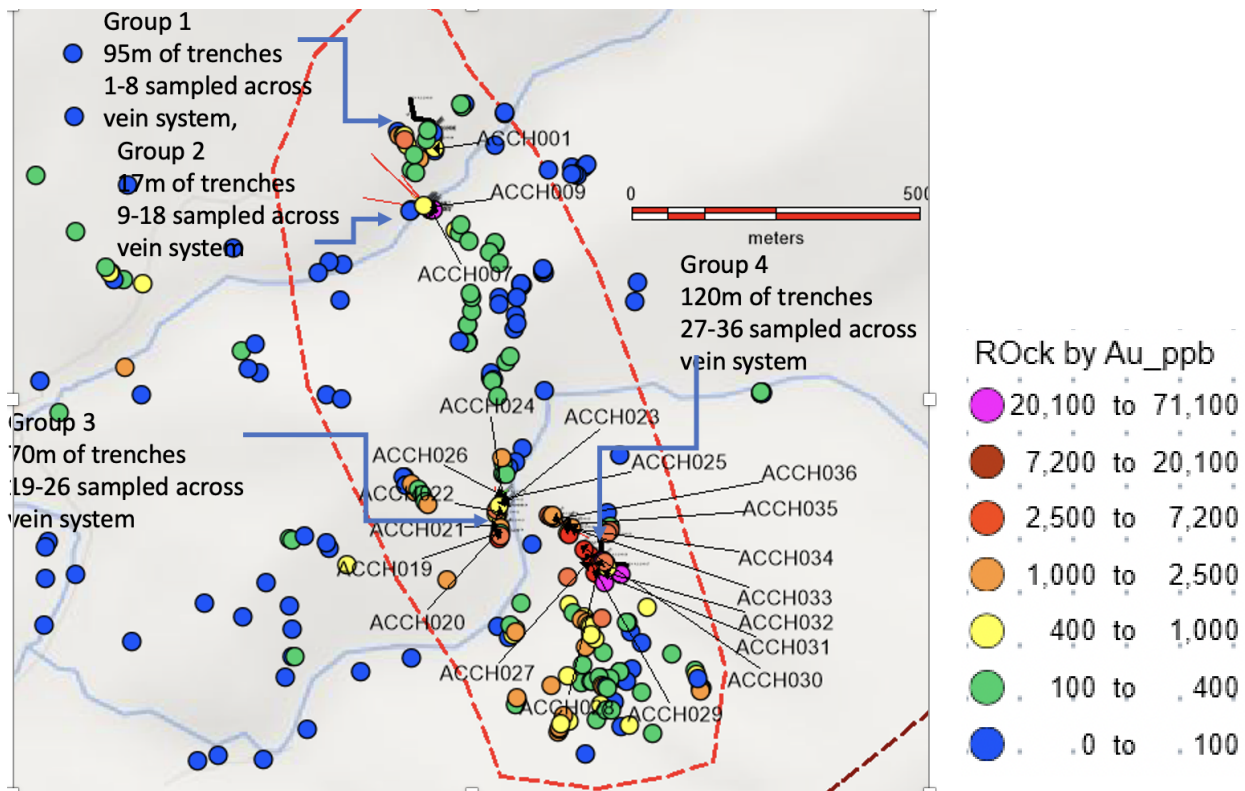 Group 1
95m of trenches
1-8 sampled across
vein system,
Group 2
17m of trenches
9-18 sampled across
vein system
ACCH001
ACCH009
ACCH007
0
500
meters
Group 4
120m of trenches
27-36 sampled across
vein system
Group 3
70m of trenches
19-26 sampled across
vein system
ACCH024
ACCH023
ACCH026
ACCH025
ACCH036
ACCH022
ACCH035
ACCH021
ACCH034
ACCH019
ACCH033
ACCH020
ACCH032
ACCH031
ACCH027
ACCH030
ACCH028
ACCH029
ROck by Au_ppb
20,100 to 71,100
7,200 to 20,100
2,500 to 7,200
1,000 to 2,500
400 to 1,000
100 to 400
0 to 100